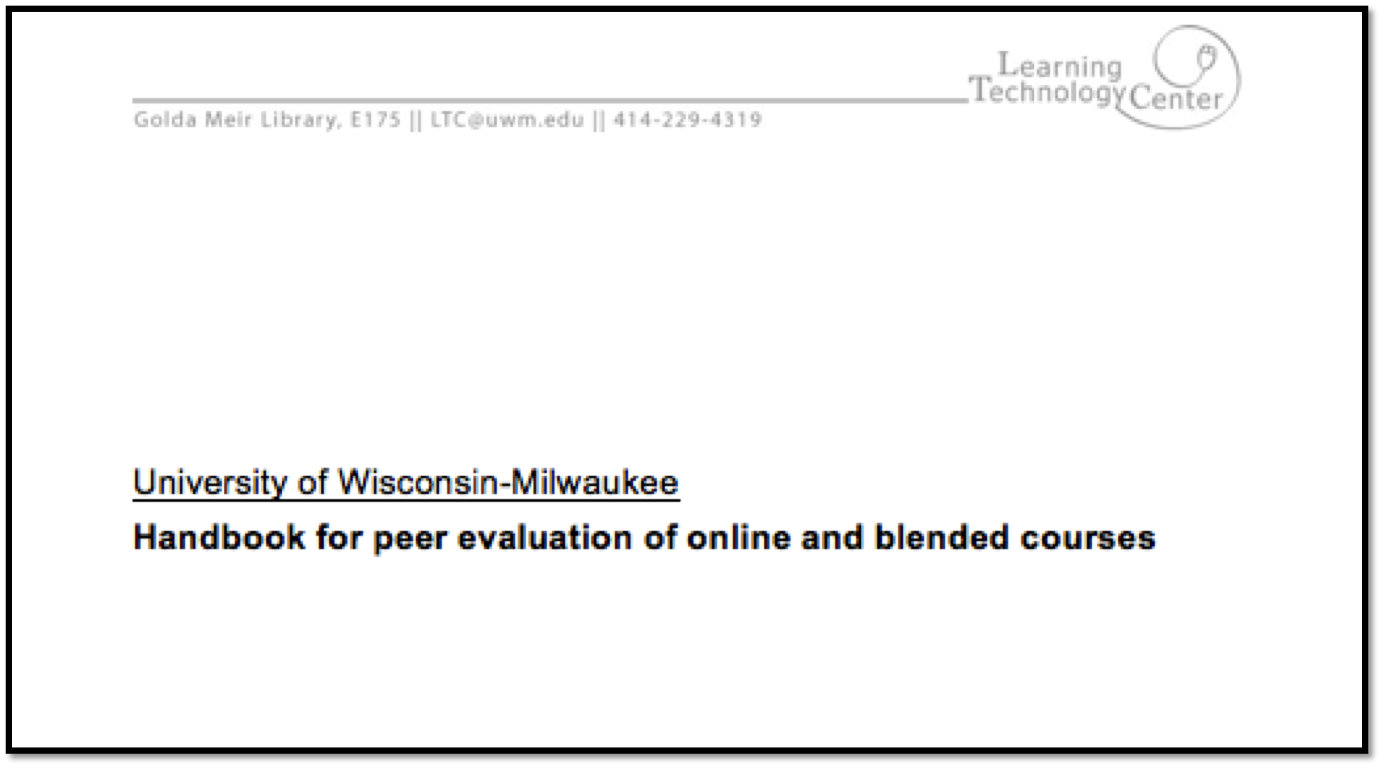 Learning
Technology Center
Golda Meir Library, E175 || LTC@uwm.edu || 414-229-4319
University of Wisconsin-Milwaukee
Handbook for peer evaluation of online and blended courses